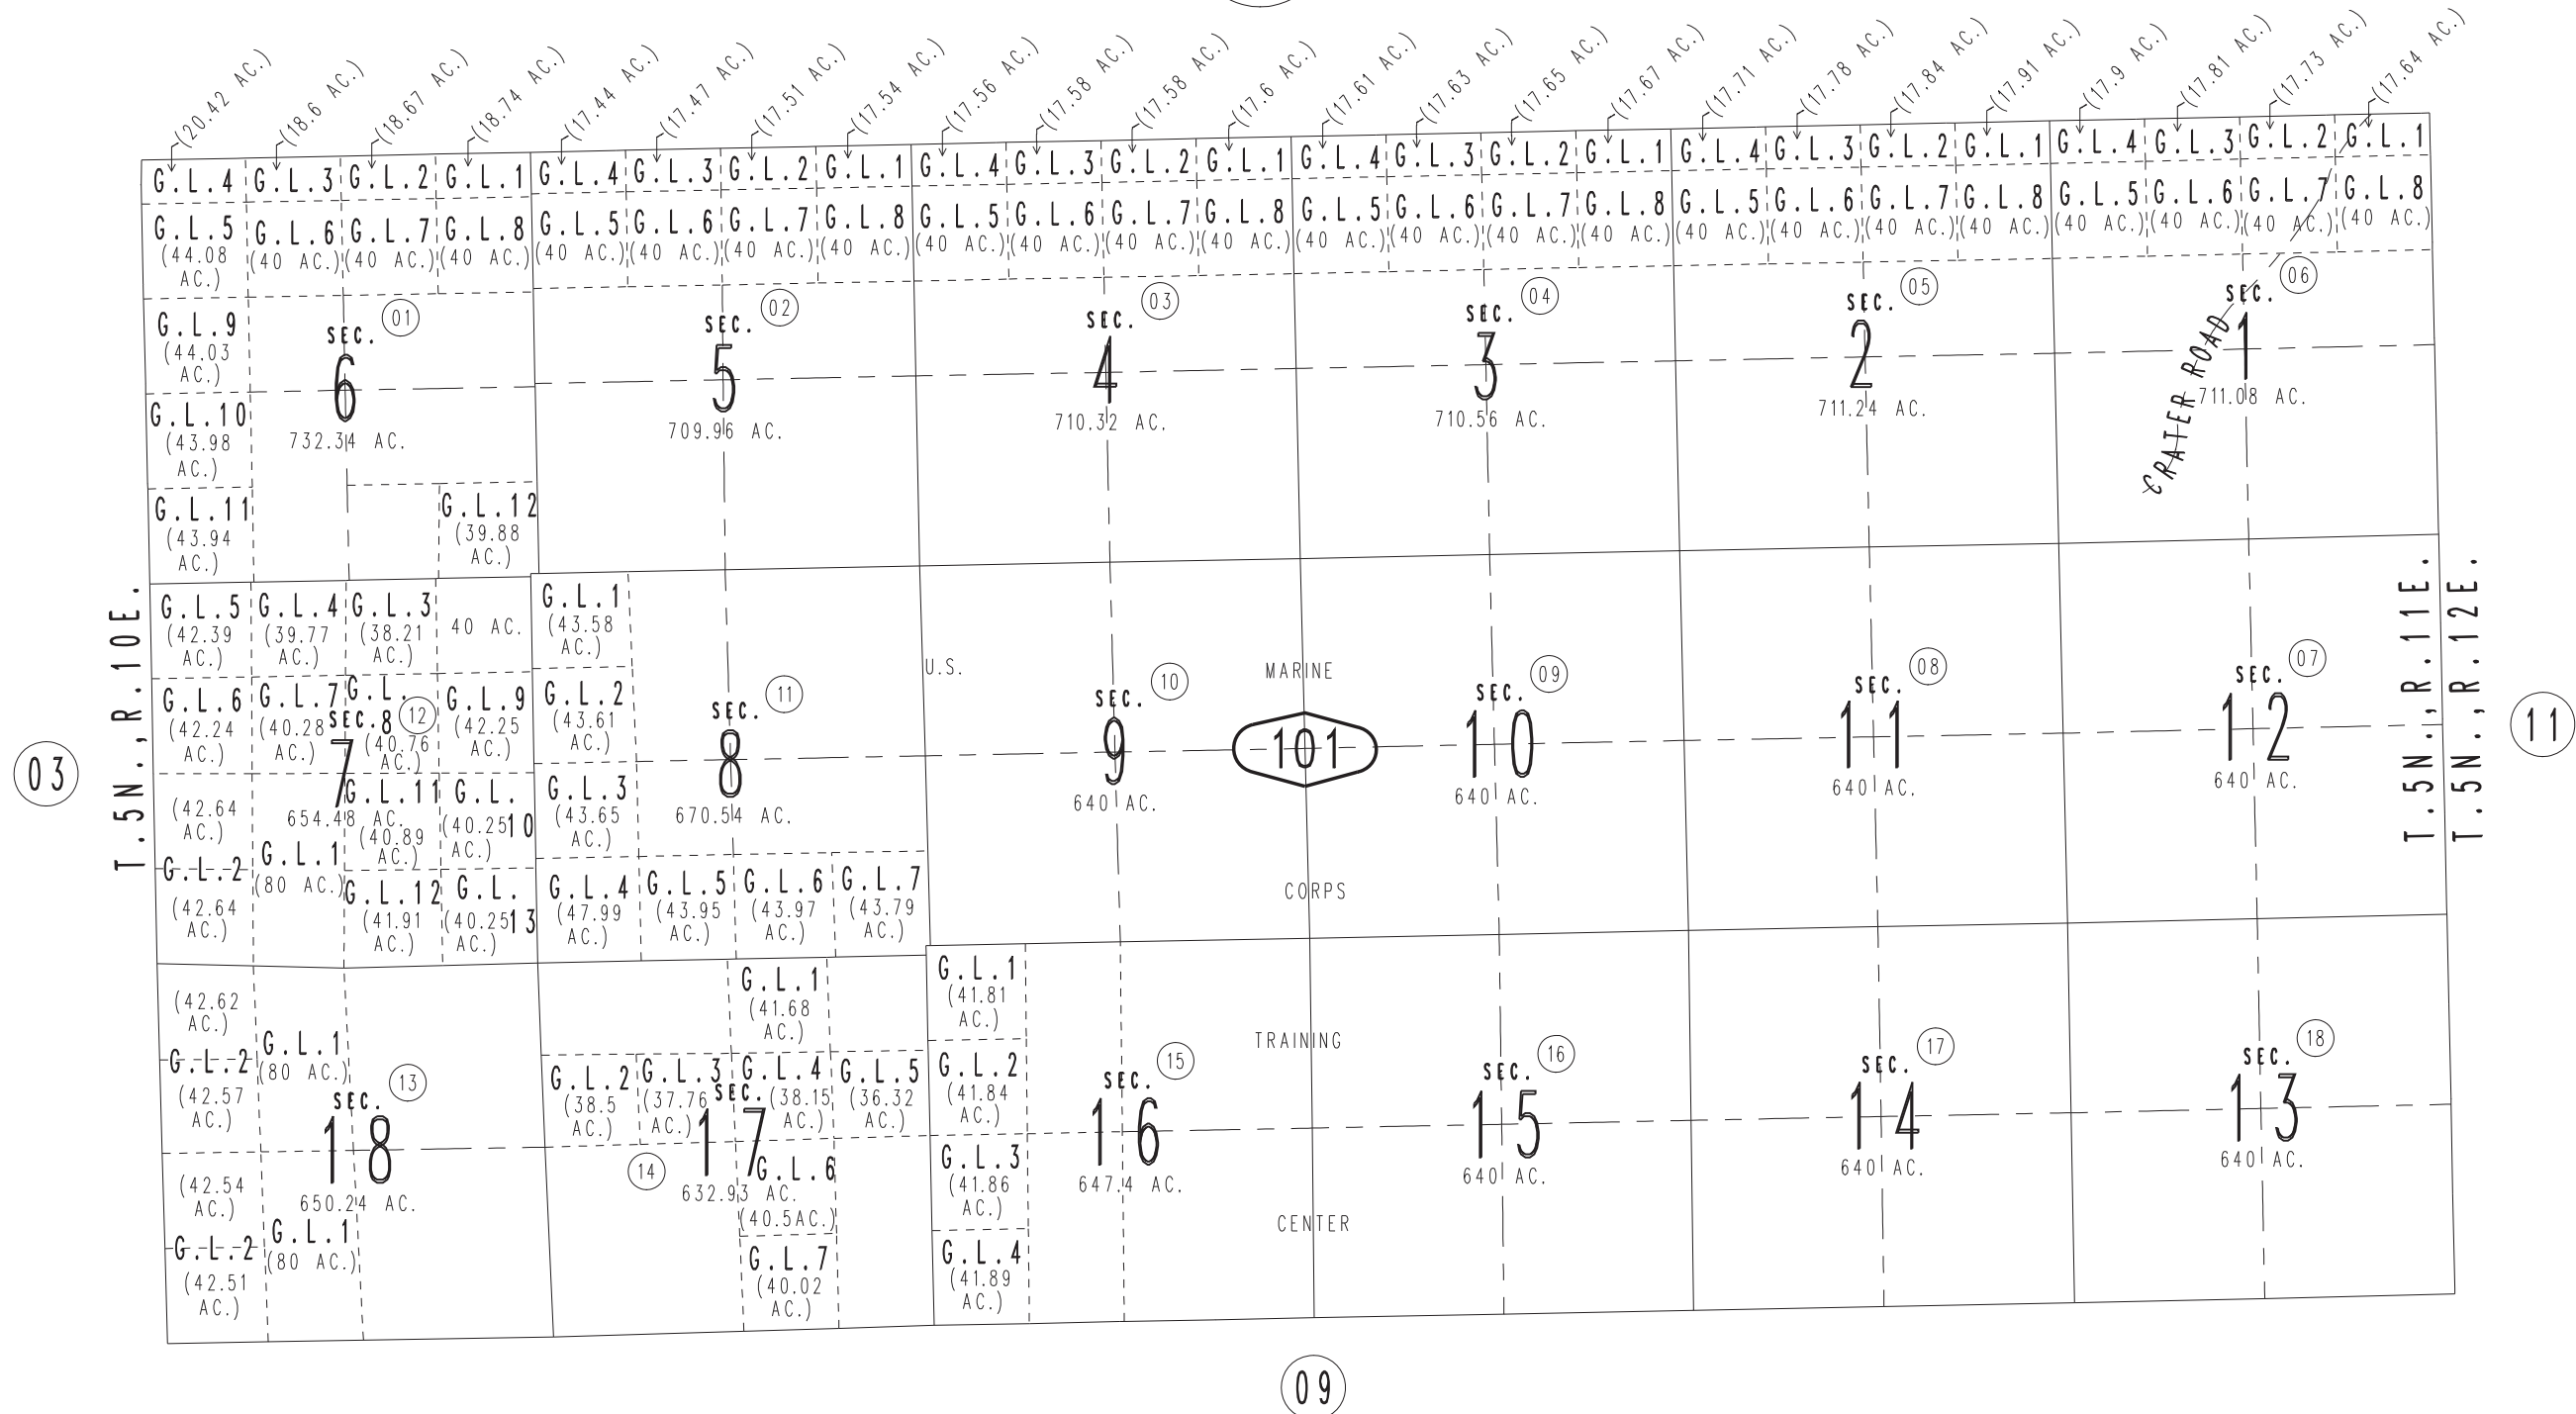 (20.42 AC.) (18.6 AC.) (18.67 AC.) (18.74 AC.) (17.44 AC.) (17.47 AC.) (17.51 AC.) (17.54 AC.) (17.56 AC.) (17.58 AC.) (17.58 AC.) (17.6 AC.) (17.61 AC.) (17.63 AC.) (17.65 AC.) (17.67 AC.) (17.71 AC.) (17.78 AC.) (17.84 AC.) (17.91 AC.) (17.9 AC.) (17.81 AC.) (17.73 AC.) (17.64 AC.)
G.L.4 G.L.3 G.L.2 G.L.1 G.L.4 G.L.3 G.L.2 G.L.1 G.L.4 G.L.3 G.L.2 G.L.1 G.L.4 G.L.3 G.L.2 G.L.1 G.L.4 G.L.3 G.L.2 G.L.1 G.L.4 G.L.3 G.L.2 G.L.1
G.L.5 G.L.6 G.L.7 G.L.8 G.L.5 G.L.6 G.L.7 G.L.8 G.L.5 G.L.6 G.L.7 G.L.8 G.L.5 G.L.6 G.L.7 G.L.8 G.L.5 G.L.6 G.L.7 G.L.8 G.L.5 G.L.6 G.L.7 G.L.8
(44.08 (40 AC.) (40 AC.) (40 AC.) (40 AC.) (40 AC.) (40 AC.) (40 AC.) (40 AC.) (40 AC.) (40 AC.) (40 AC.) (40 AC.) (40 AC.) (40 AC.) (40 AC.) (40 AC.) (40 AC.) (40 AC.) (40 AC.) (40 AC.) (40 AC.) (40 AC.) (40 AC.)
AC.)
G.L.9
(44.03
AC.)
G.L.10
(43.98
AC.)
G.L.11
(43.94
AC.)
SEC. 01
6
732.34 AC.
G.L.12
(39.88
AC.)
SEC. 02
5
709.96 AC.
SEC. 03
4
710.32 AC.
SEC. 04
3
710.56 AC.
SEC. 05
2
711.24 AC.
SEC. 06
1
711.08 AC.
CRATER ROAD
T.5N.,R.10E.
03
G.L.5
(42.39
AC.)
G.L.4
(39.77
AC.)
G.L.3
(38.21
AC.)
40 AC.
G.L.6
(42.24
AC.)
G.L.7
(40.28
AC.)
G.L.
8
(40.76
AC.)
G.L.9
(42.25
AC.)
SEC. 12
7
654.48 AC.
(42.64
AC.)
G.L.2
(42.64
AC.)
G.L.1
(80 AC.)
G.L.11
(40.89
AC.)
G.L.
10
(40.25
AC.)
G.L.12
(41.91
AC.)
G.L.
13
(40.25
AC.)
G.L.1
(43.58
AC.)
G.L.2
(43.61
AC.)
G.L.3
(43.65
AC.)
SEC. 11
8
670.54 AC.
G.L.4
(47.99
AC.)
G.L.5
(43.95
AC.)
G.L.6
(43.97
AC.)
G.L.7
(43.79
AC.)
U.S.
MARINE
CORPS
TRAINING
CENTER
101
SEC. 10
9
640 AC.
SEC. 09
10
640 AC.
SEC. 08
11
640 AC.
SEC. 07
12
640 AC.
T.5N.,R.11E.
T.5N.,R.12E.
11
(42.62
AC.)
G.L.2
(42.57
AC.)
G.L.1
(80 AC.)
SEC. 13
18
650.24 AC.
(42.54
AC.)
G.L.2
(42.51
AC.)
G.L.1
(80 AC.)
G.L.1
(41.68
AC.)
G.L.2
(38.5
AC.)
G.L.3
(37.76
AC.)
G.L.4
(38.15
AC.)
G.L.5
(36.32
AC.)
SEC.
17
14
632.93 AC.
G.L.6
(40.5AC.)
G.L.7
(40.02
AC.)
G.L.1
(41.81
AC.)
G.L.2
(41.84
AC.)
G.L.3
(41.86
AC.)
G.L.4
(41.89
AC.)
SEC. 15
16
647.4 AC.
SEC. 16
15
640 AC.
SEC. 17
14
640 AC.
SEC. 18
13
640 AC.
09